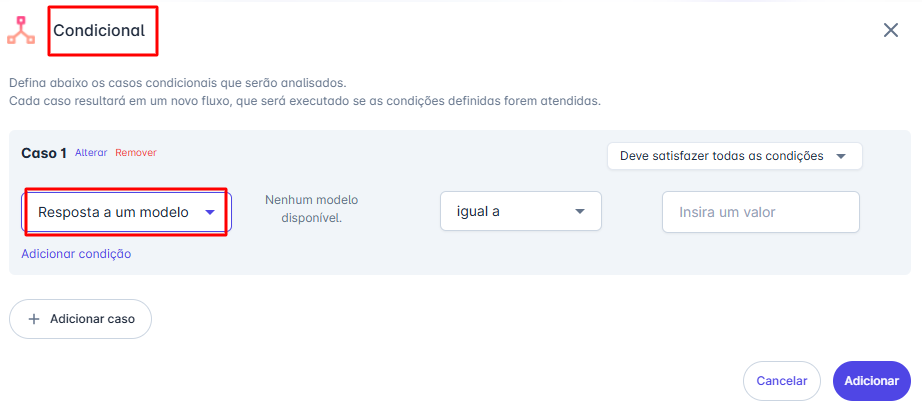 Condicional
Defina abaixo os casos condicionais que serão analisados.
Cada caso resultará em um novo fluxo, que será executado se as condições definidas forem atendidas.
Caso 1 Alterar Remover
Deve satisfazer todas as condições
Resposta a um modelo
Nenhum modelo
disponível.
igual a
Insira um valor
Adicionar condição
+ Adicionar caso
Cancelar
Adicionar